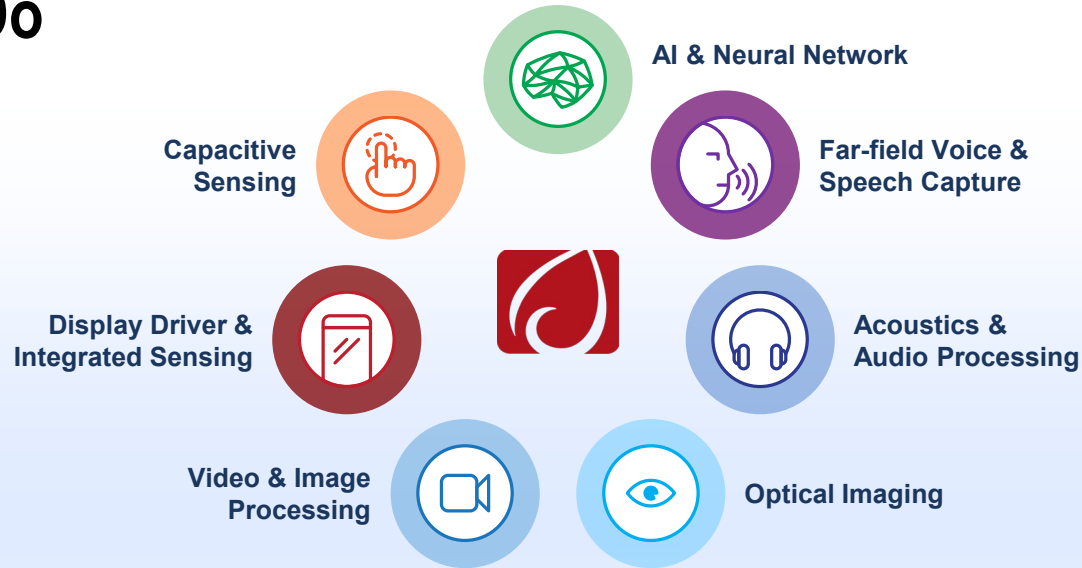 AI & Neural Network
Capacitive
Sensing
Far-field Voice &
Speech Capture
Display Driver &
Integrated Sensing
Acoustics &
Audio Processing
Video & Image
Processing
Optical Imaging